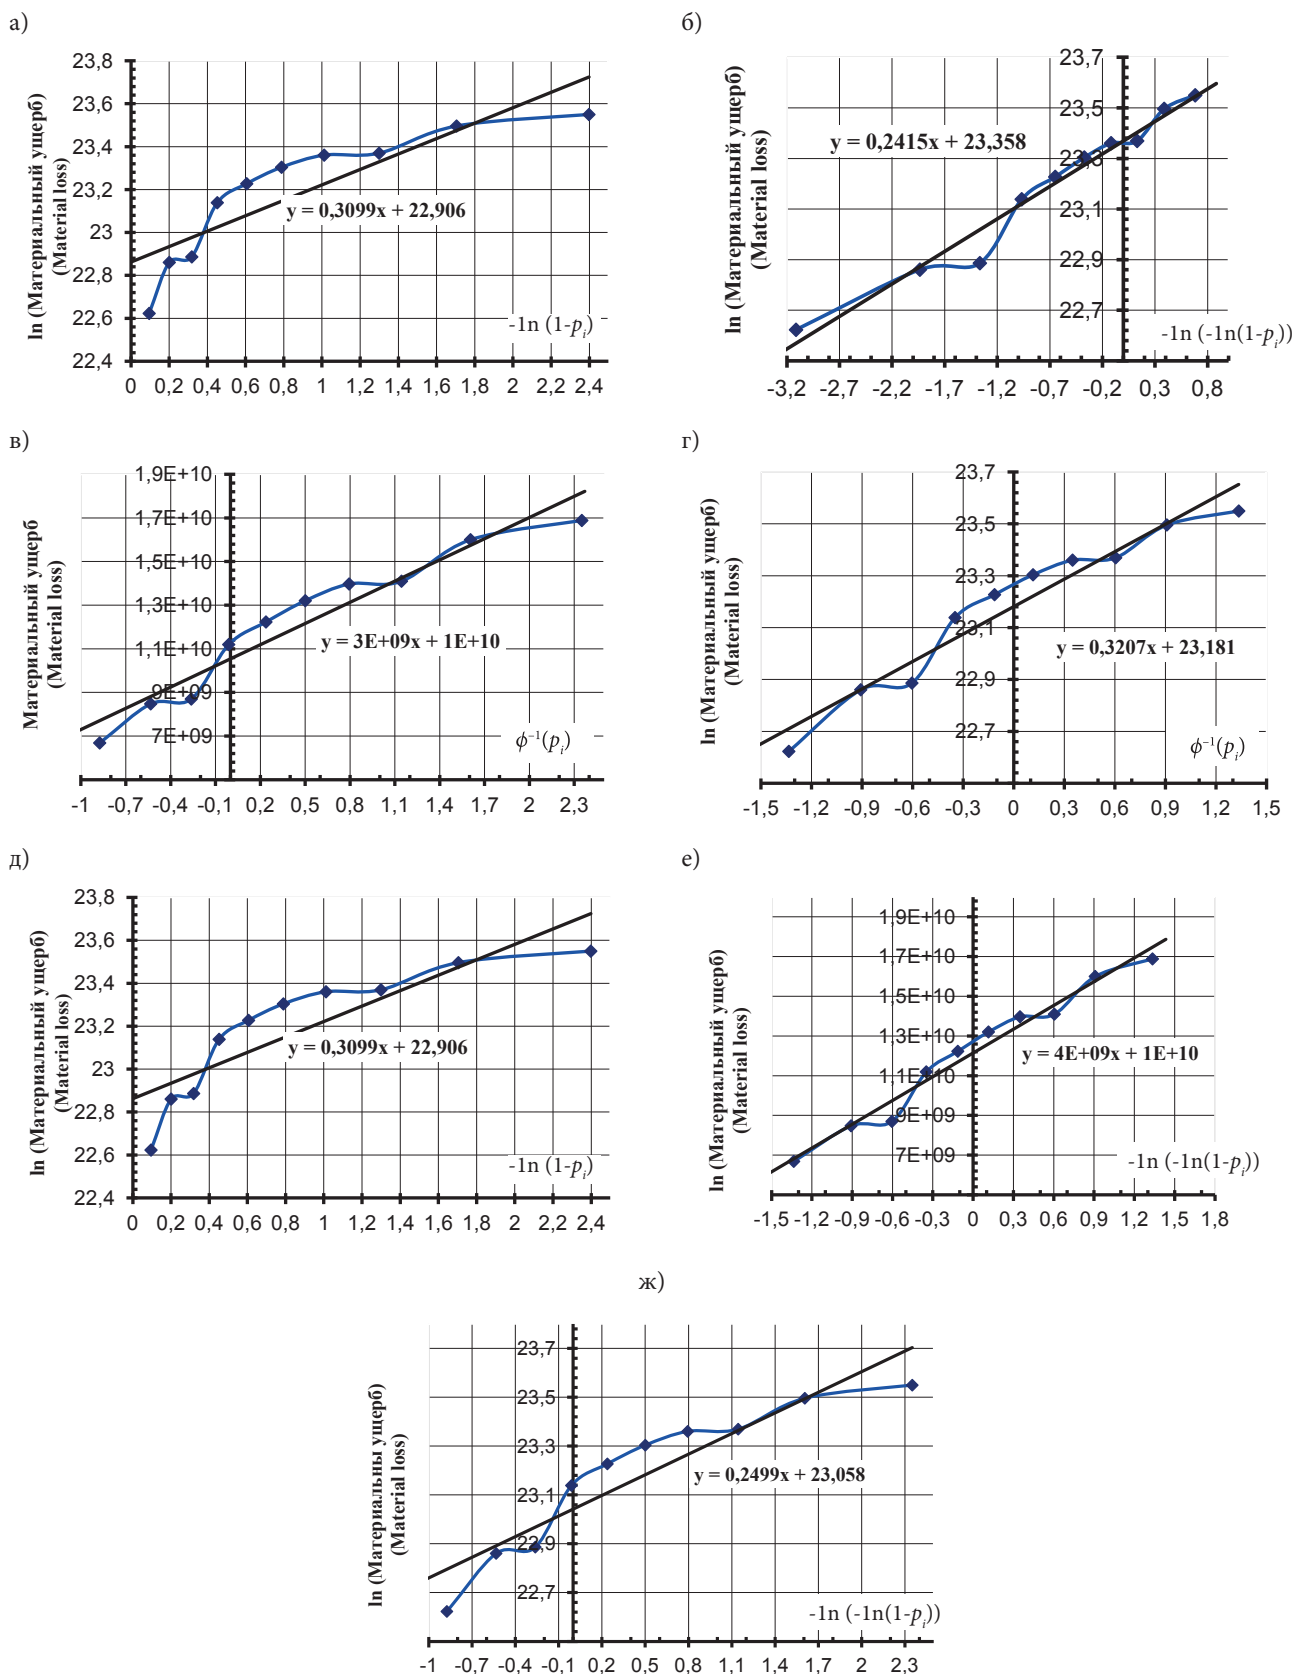 а)
ln (Материальный ущерб)
(Material loss)
23,8
23,6
23,4
23,2
23
22,8
22,6
22,4
y = 0,3099x + 22,906
-1n (1-pᵢ)
0 0,2 0,4 0,6 0,8 1 1,2 1,4 1,6 1,8 2 2,2 2,4
б)
ln (Материальный ущерб)
(Material loss)
23,7
23,5
23,3
23,1
22,9
22,7
y = 0,2415x + 23,358
-1n (-1n(1-pᵢ))
-3,2 -2,7 -2,2 -1,7 -1,2 -0,7 -0,2 0,3 0,8
в)
Материальный ущерб
(Material loss)
1,9E+10
1,7E+10
1,5E+10
1,3E+10
1,1E+10
9E+09
7E+09
y = 3E+09x + 1E+10
ϕ⁻¹(pᵢ)
-1 -0,7 -0,4 -0,1 0,2 0,5 0,8 1,1 1,4 1,7 2 2,3
г)
ln (Материальный ущерб)
(Material loss)
23,7
23,5
23,3
23,1
22,9
22,7
y = 0,3207x + 23,181
ϕ⁻¹(pᵢ)
-1,5 -1,2 -0,9 -0,6 -0,3 0 0,3 0,6 0,9 1,2 1,5
д)
ln (Материальный ущерб)
(Material loss)
23,8
23,6
23,4
23,2
23
22,8
22,6
22,4
y = 0,3099x + 22,906
-1n (1-pᵢ)
0 0,2 0,4 0,6 0,8 1 1,2 1,4 1,6 1,8 2 2,2 2,4
е)
ln (Материальный ущерб)
(Material loss)
1,9E+10
1,7E+10
1,5E+10
1,3E+10
1,1E+10
9E+09
7E+09
y = 4E+09x + 1E+10
-1n (-1n(1-pᵢ))
-1,5 -1,2 -0,9 -0,6 -0,3 0 0,3 0,6 0,9 1,2 1,5 1,8
ж)
ln (Материальны ущерб)
(Material loss)
23,7
23,5
23,3
23,1
22,9
22,7
y = 0,2499x + 23,058
-1n (-1n(1-pᵢ))
-1 -0,7 -0,4 -0,1 0,2 0,5 0,8 1,1 1,4 1,7 2 2,3